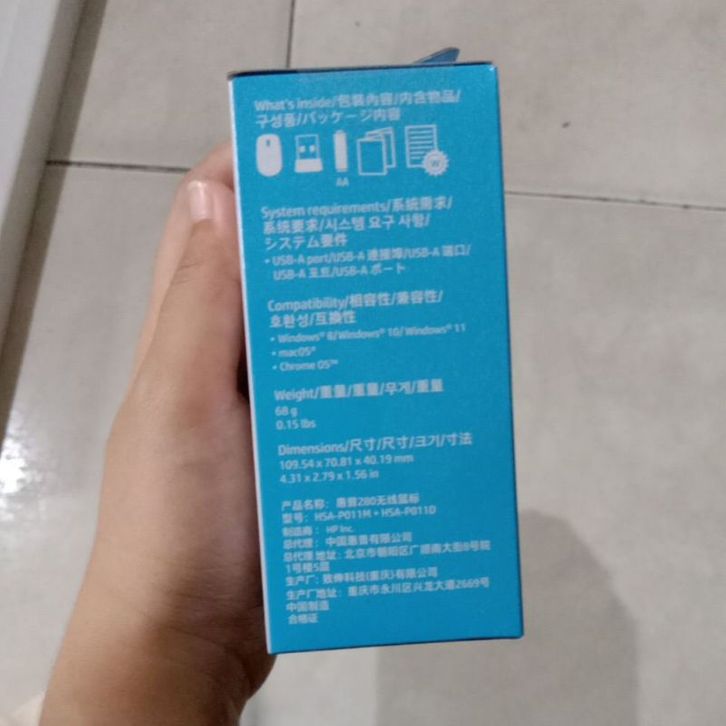 What's inside/包裝內容/内含物品/
구성품/パッケージ内容
AA
System requirements/系統需求/
系统要求/시스템 요구 사항/
システム要件
• USB-A port/USB-A 連接埠/USB-A 端口/
USB-A 포트/USB-A ポート
Compatibility/相容性/兼容性/
호환성/互換性
• Windows® 8/Windows® 10/Windows® 11
• macOS®
• Chrome OS™
Weight/重量/重量/무게/重量
68 g
0.15 lbs
Dimensions/尺寸/尺寸/크기/寸法
109.54 x 70.81 x 40.19 mm
4.31 x 2.79 x 1.56 in
产品名称: 惠普280无线鼠标
型号: HSA-P011M • HSA-P011D
制造商: HP Inc.
总代理: 中国惠普有限公司
总代理地址: 北京市朝阳区广顺南大街8号院
1号楼5层
生产厂: 致伸科技(重庆)有限公司
生产厂地址: 重庆市永川区兴龙大道2669号
中国制造
合格证